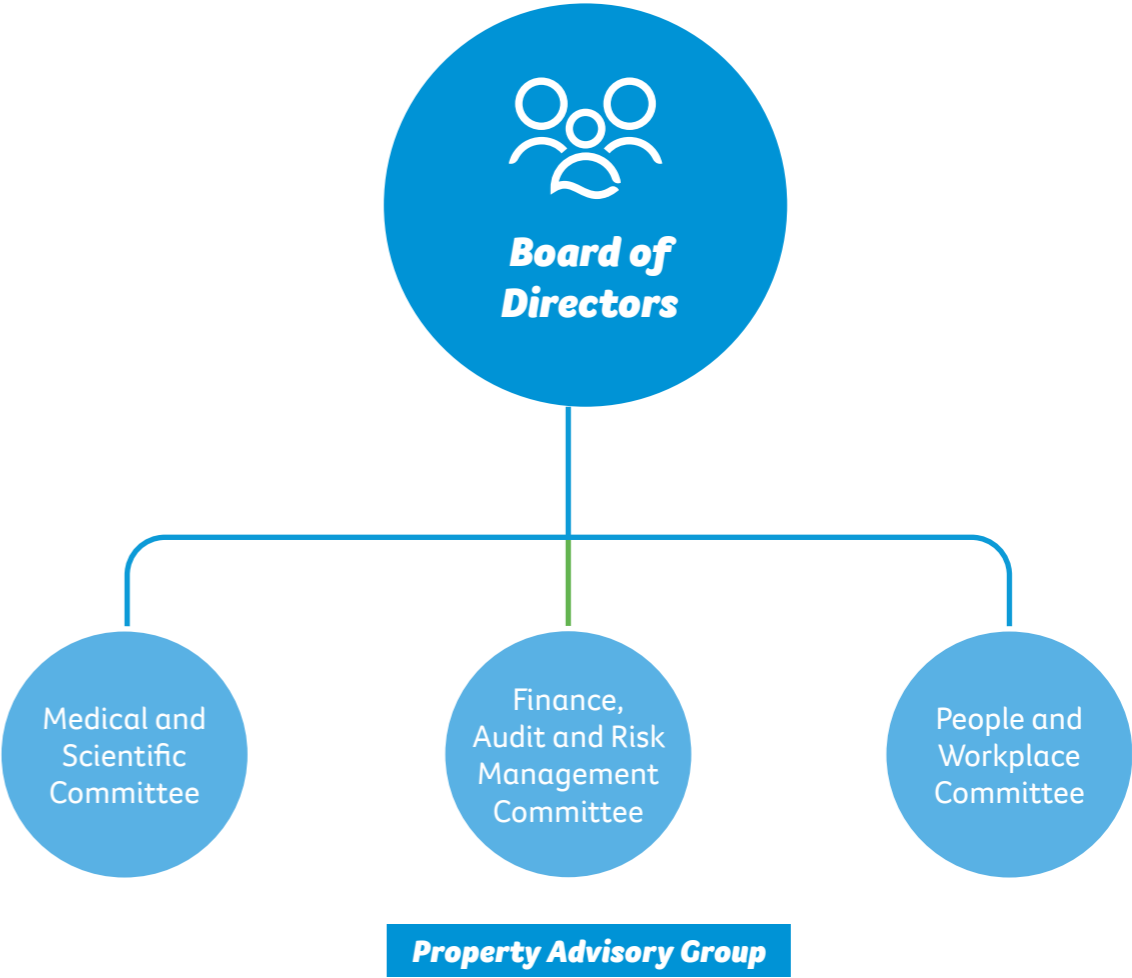 Board of
Directors
Medical and
Scientific
Committee
Finance,
Audit and Risk
Management
Committee
People and
Workplace
Committee
Property Advisory Group